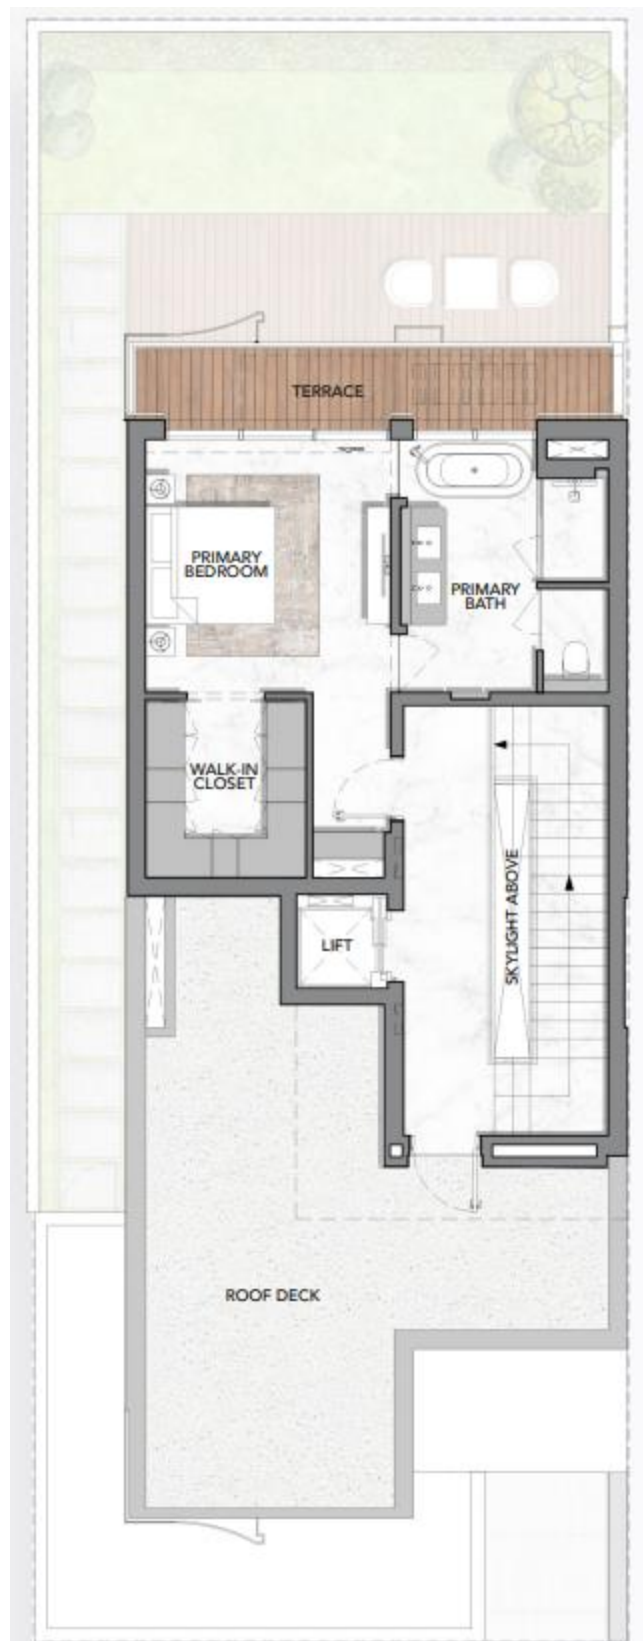 TERRACE
PRIMARY
BEDROOM
PRIMARY
BATH
WALK-IN
CLOSET
SKYLIGHT ABOVE
LIFT
ROOF DECK